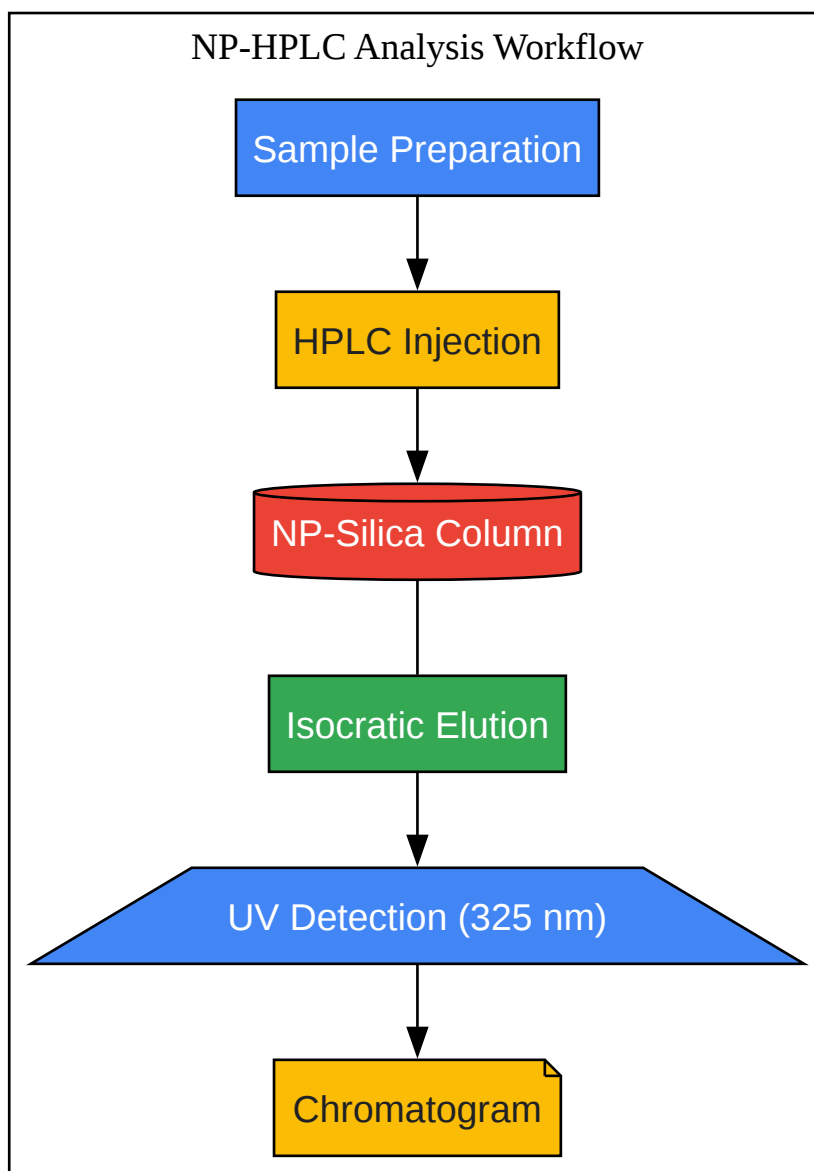 NP-HPLC Analysis Workflow
Sample Preparation
HPLC Injection
NP-Silica Column
Isocratic Elution
UV Detection (325 nm)
Chromatogram